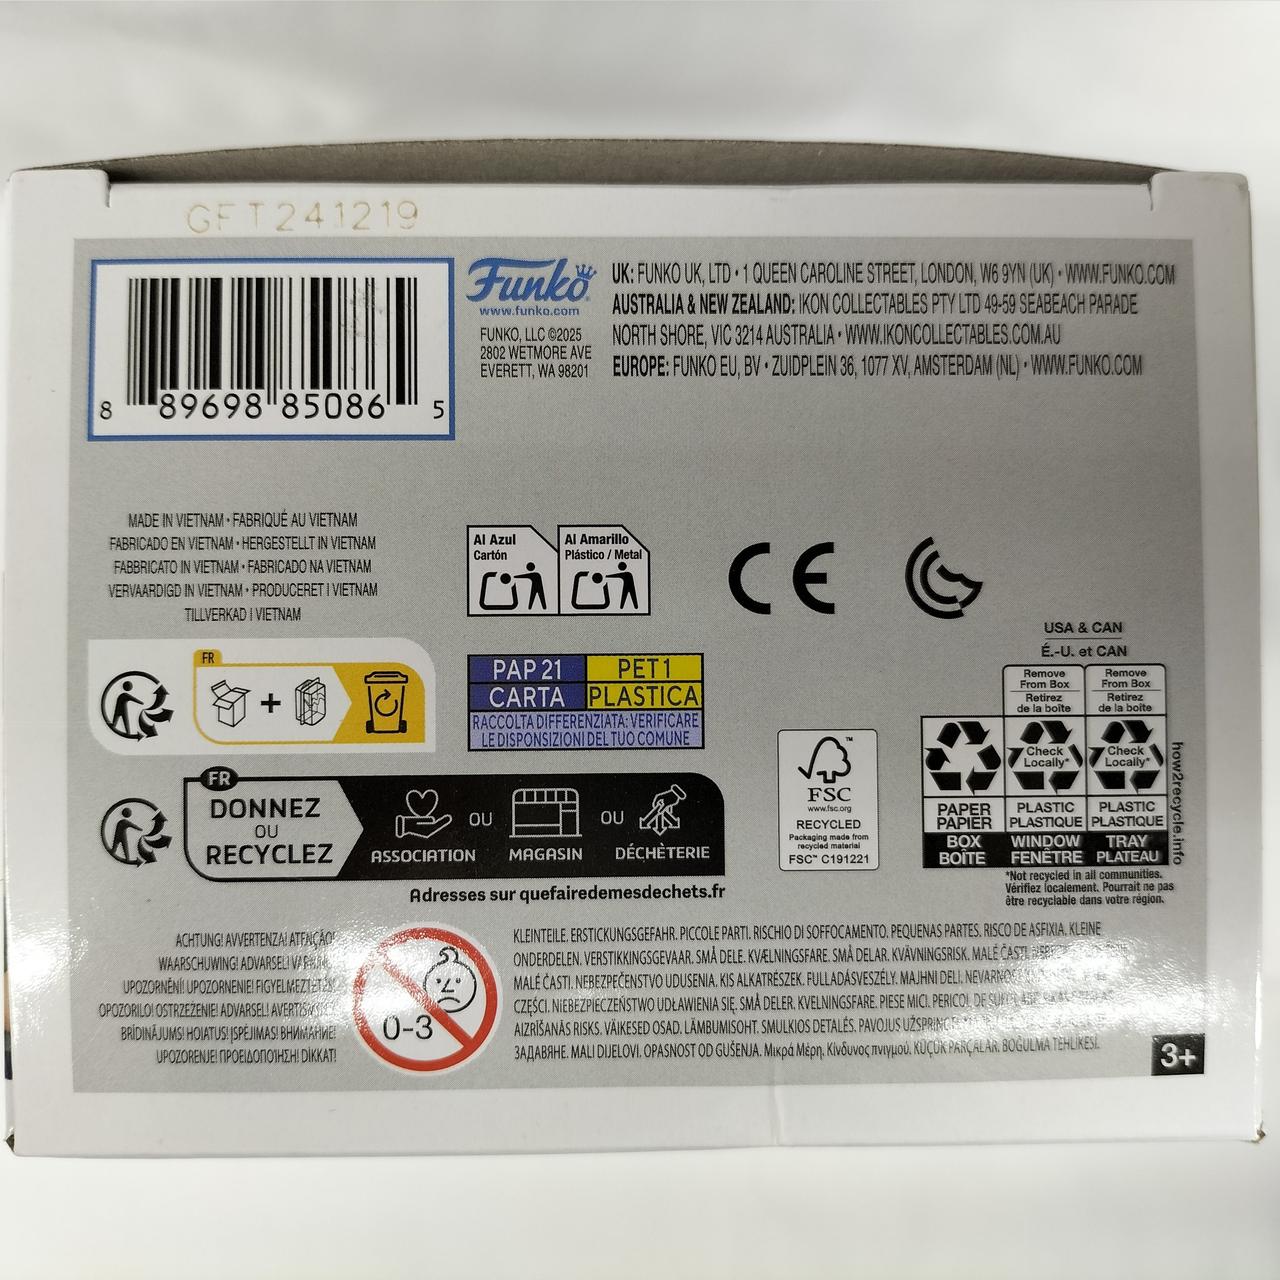 GFT241219
8 89698 85086 5
Funko
www.funko.com
FUNKO, LLC ©2025
2802 WETMORE AVE
EVERETT, WA 98201
UK: FUNKO UK, LTD • 1 QUEEN CAROLINE STREET, LONDON, W6 9YN (UK) • WWW.FUNKO.COM
AUSTRALIA & NEW ZEALAND: IKON COLLECTABLES PTY LTD 49-59 SEABEACH PARADE
NORTH SHORE, VIC 3214 AUSTRALIA • WWW.IKONCOLLECTABLES.COM.AU
EUROPE: FUNKO EU, BV • ZUIDPLEIN 36, 1077 XV, AMSTERDAM (NL) • WWW.FUNKO.COM
MADE IN VIETNAM • FABRIQUÉ AU VIETNAM
FABRICADO EN VIETNAM • HERGESTELLT IN VIETNAM
FABBRICATO IN VIETNAM • FABRICADO NA VIETNAM
VERVAARDIGD IN VIETNAM • PRODUCERET I VIETNAM
TILLVERKAD I VIETNAM
Al Azul
Cartón
Al Amarillo
Plástico / Metal
CE
FR
+
PAP 21
PET 1
CARTA
PLASTICA
RACCOLTA DIFFERENZIATA: VERIFICARE
LE DISPOSIZIONI DEL TUO COMUNE
FR
DONNEZ
OU
RECYCLEZ
ASSOCIATION
OU
MAGASIN
OU
DÉCHÈTERIE
Adresses sur quefairedemesdechets.fr
FSC
www.fsc.org
RECYCLED
Packaging made from
recycled material
FSC™ C191221
USA & CAN
É.-U. et CAN
Remove
From Box
Retirez
de la boîte
Remove
From Box
Retirez
de la boîte
Check
Locally*
Check
Locally*
PAPER
PAPIER
PLASTIC
PLASTIQUE
PLASTIC
PLASTIQUE
BOX
BOÎTE
WINDOW
FENÊTRE
TRAY
PLATEAU
how2recycle.info
*Not recycled in all communities.
Vérifiez localement. Pourrait ne pas
être recyclable dans votre région.
ACHTUNG! AVVERTENZA! ATENÇÃO!
WAARSCHUWING! ADVARSEL!
UPOZORNĚNÍ! UPOZORNENIE! FIGYELMEZTETÉS!
OPOZORILO! OSTRZEŻENIE! ADVARSEL!
BRĪDINĀJUMS! HOIATUS! ĮSPĖJIMAS! ВНИМАНИЕ!
UPOZORENJE! ΠΡΟΕΙΔΟΠΟΙΗΣΗ! DİKKAT!
0-3
KLEINTEILE. ERSTICKUNGSGEFAHR. PICCOLE PARTI. RISCHIO DI SOFFOCAMENTO. PEQUENAS PARTES. RISCO DE ASFIXIA. KLEINE
ONDERDELEN. VERSTIKKINGSGEVAAR. SMÅ DELE. KVÆLNINGSFARE. SMÅ DELAR. KVÄVNINGSRISK. MALÉ ČASTI.
MALÉ ČASTI. NEBEZPEČENSTVO UDUSENIA. KIS ALKATRÉSZEK. FULLADÁSVESZÉLY. MAJHNI DELI.
CZĘŚCI. NIEBEZPIECZEŃSTWO UDŁAWIENIA SIĘ. SMÅ DELER. KVELNINGSFARE. PIESE MICI. PERICOL DE
AIZRĪŠANĀS RISKS. VÄIKESED OSAD. LÄMBUMISOHT. SMULKIOS DETALĖS. PAVOJUS
ЗАДАВЯНЕ. MALI DIJELOVI. OPASNOST OD GUŠENJA. Μικρά Μέρη. Κίνδυνος πνιγμού. KÜÇÜK PARÇALAR. BOĞULMA TEHLİKESİ.
3+